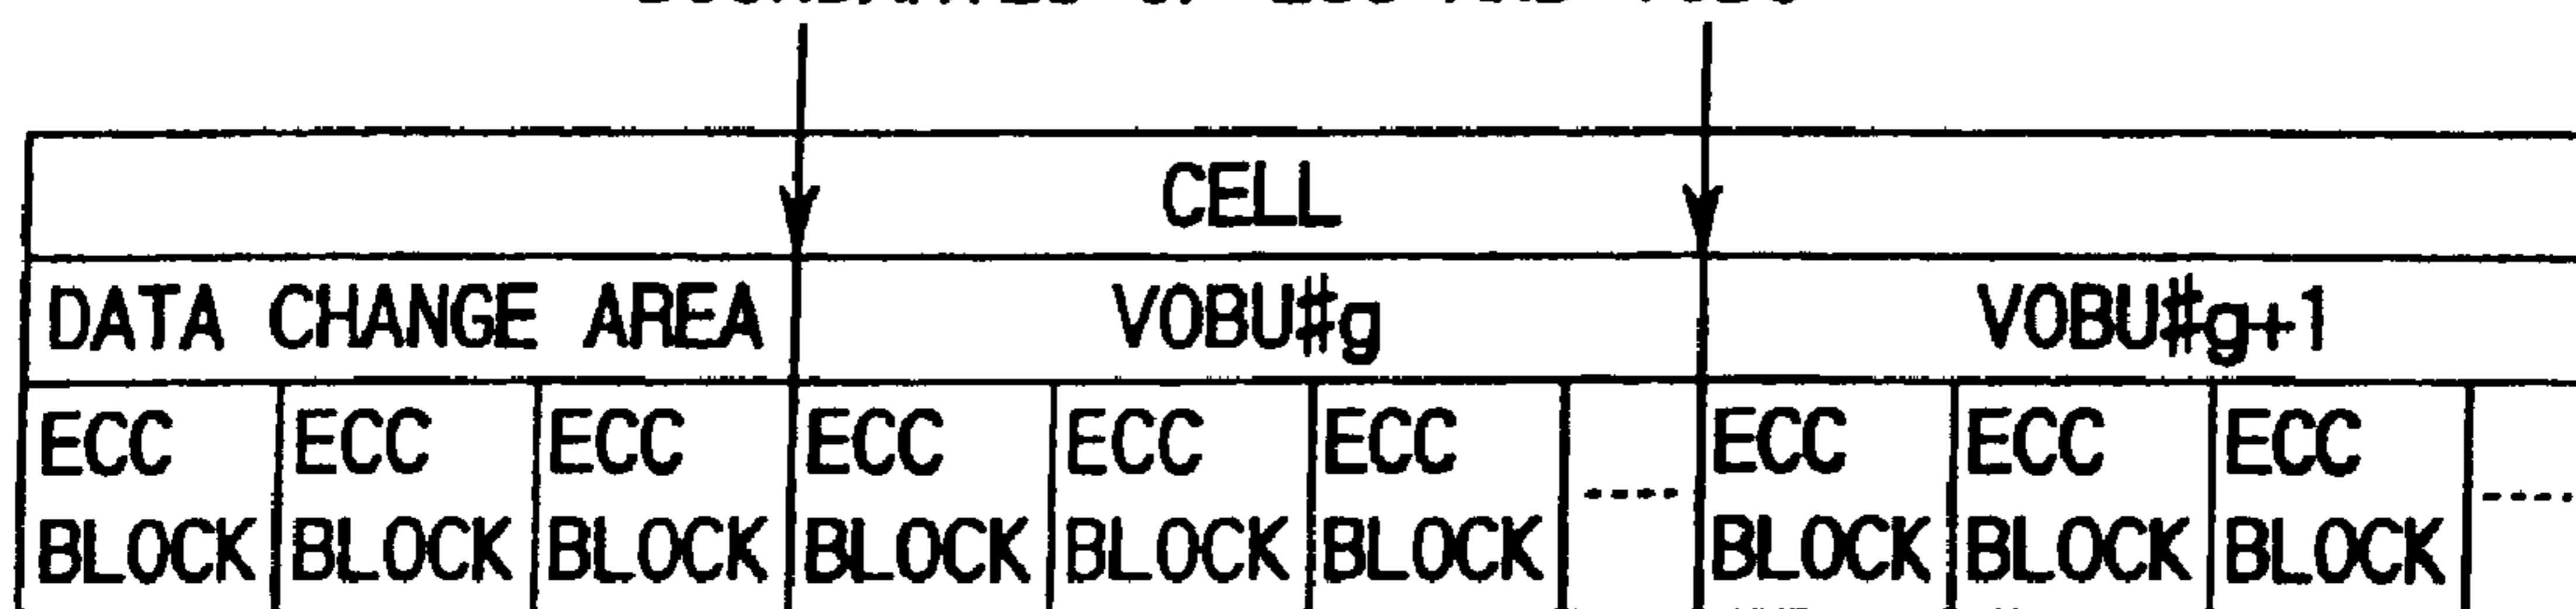 CELL
DATA CHANGE AREA VOBU#g VOBU#g+1
ECC ECC ECC ECC ECC ECC ECC ECC ECC
BLOCK BLOCK BLOCK BLOCK BLOCK BLOCK ---- BLOCK BLOCK BLOCK ----